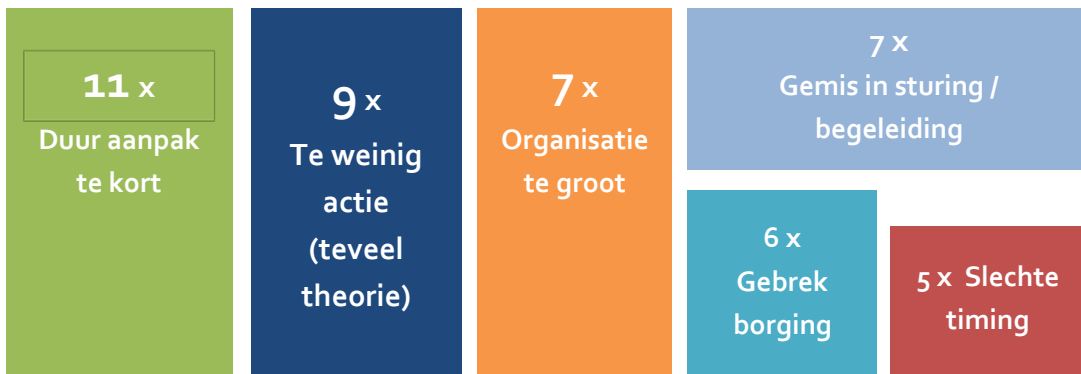 11 x
Duur aanpak
te kort
9 x
Te weinig
actie
(teveel
theorie)
7 x
Organisatie
te groot
7 x
Gemis in sturing /
begeleiding
6 x
Gebrek
borging
5 x Slechte
timing